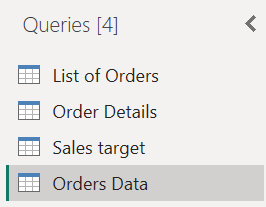 Queries [4]
List of Orders
Order Details
Sales target
Orders Data